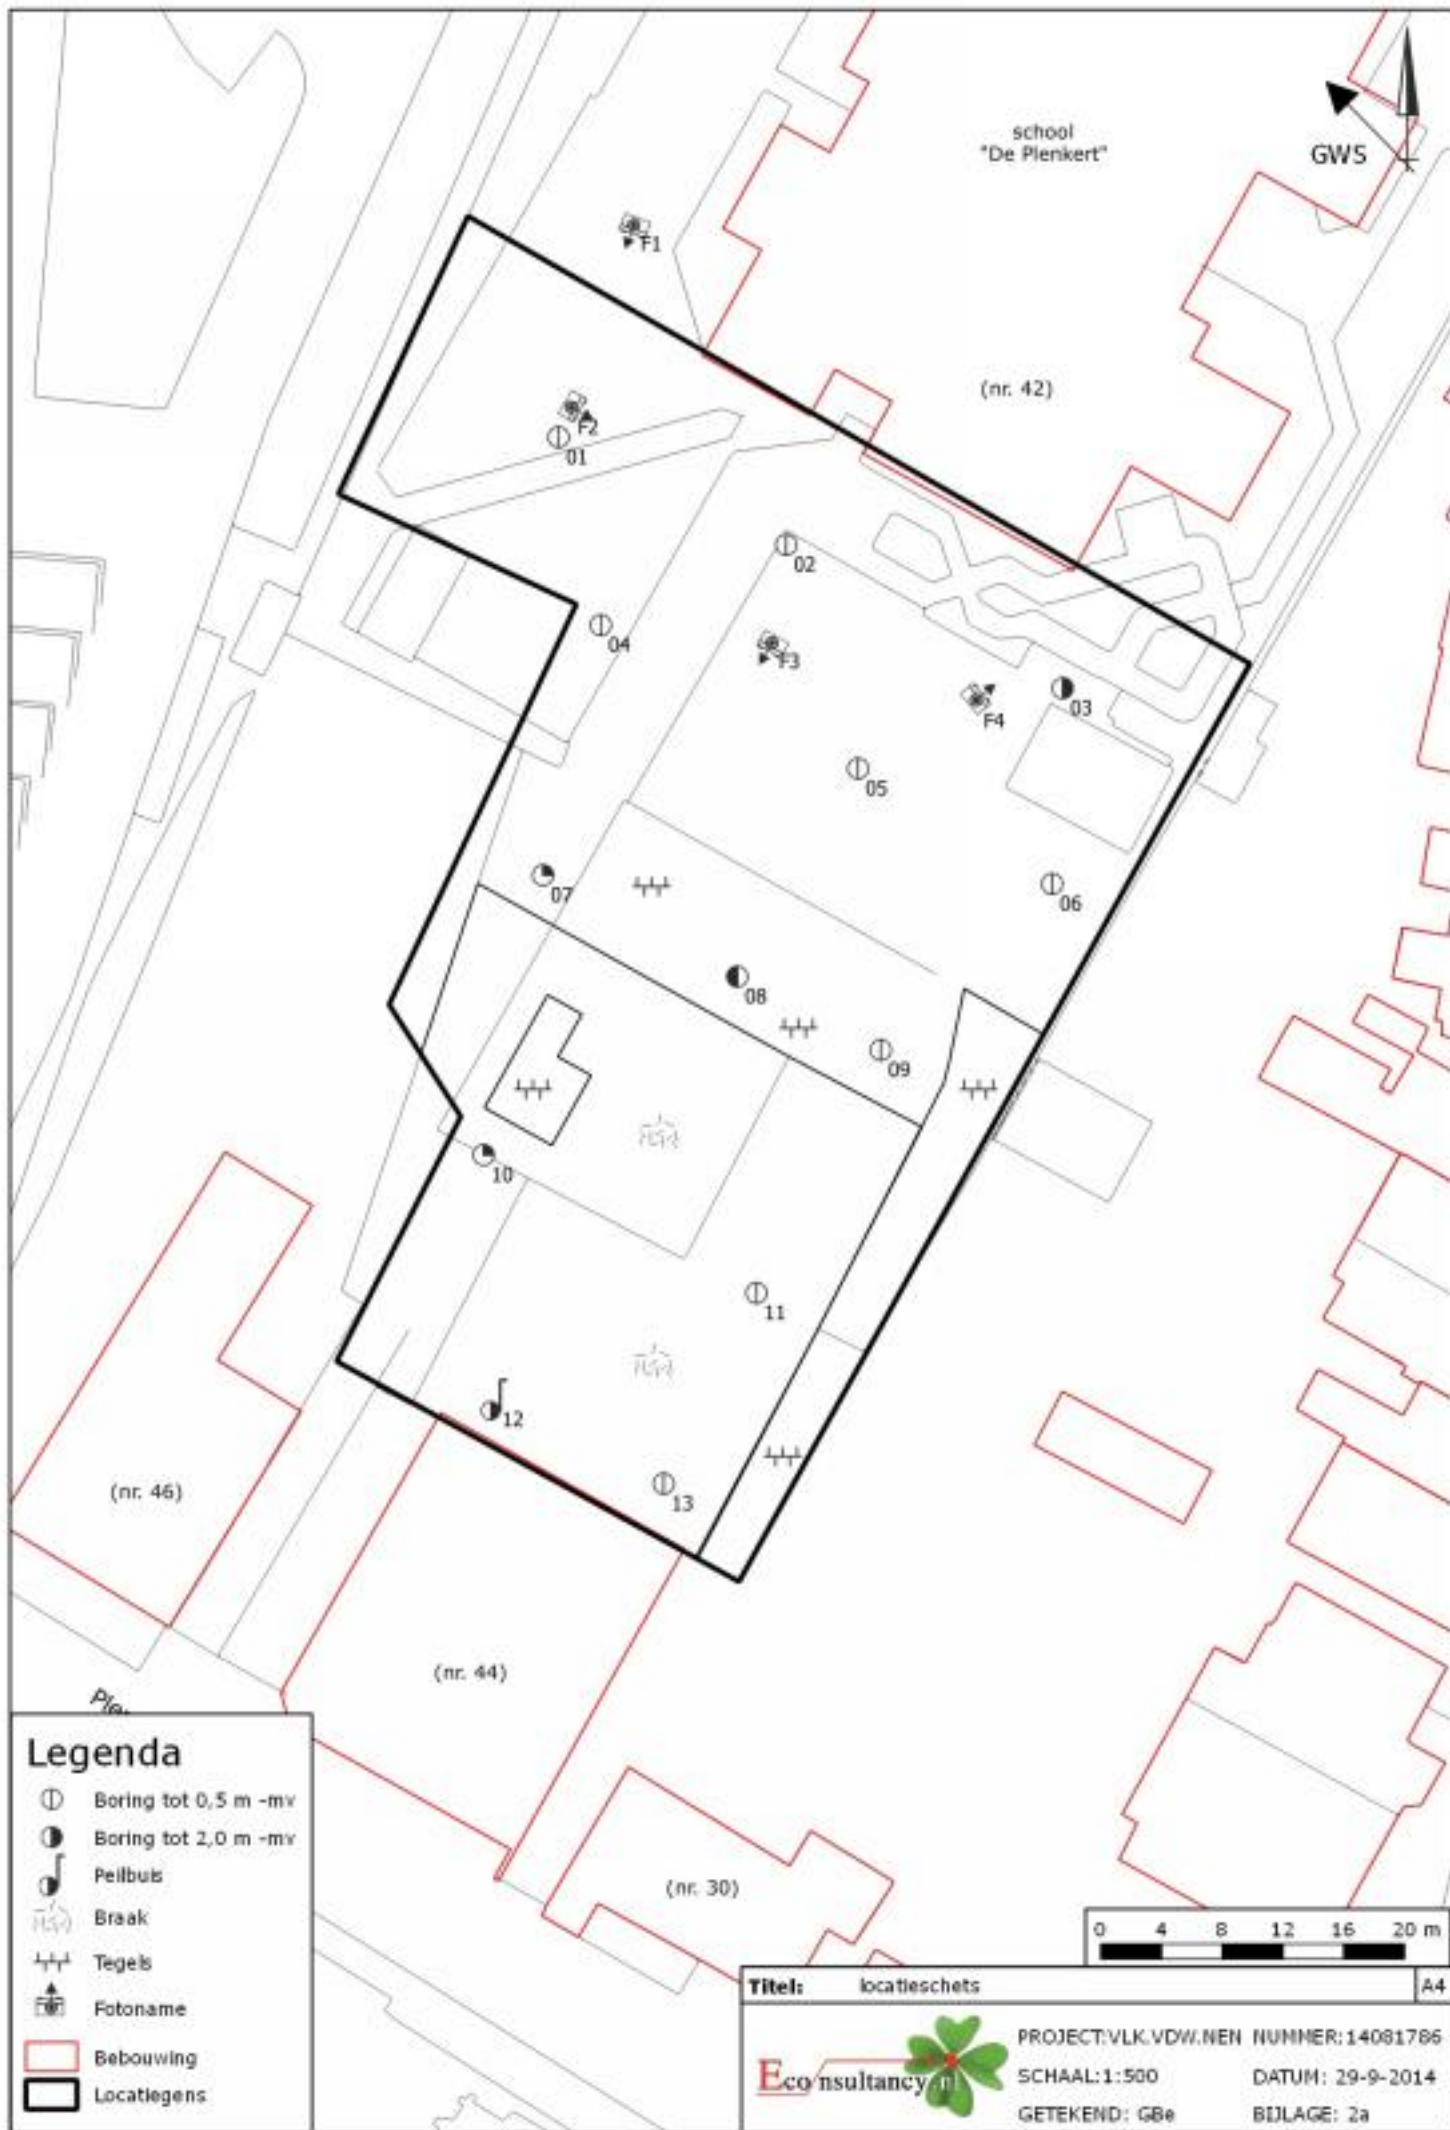 school
"De Plenkert"
GWS
F1
(nr. 42)
F2
01
02
04
F3
F4
03
05
07
06
08
09
10
11
12
13
(nr. 46)
(nr. 44)
(nr. 30)
Legenda
Boring tot 0,5 m -mv
Boring tot 2,0 m -mv
Peilbuis
Braak
Tegels
Fotoname
Bebouwing
Locatiegens
0 4 8 12 16 20 m
Titel: locatieschets A4
Econsultancy.nl
PROJECT:VLK.VDW.NEN NUMMER:14081786
SCHAAL:1:500 DATUM: 29-9-2014
GETEKEND: GBe BIJLAGE: 2a